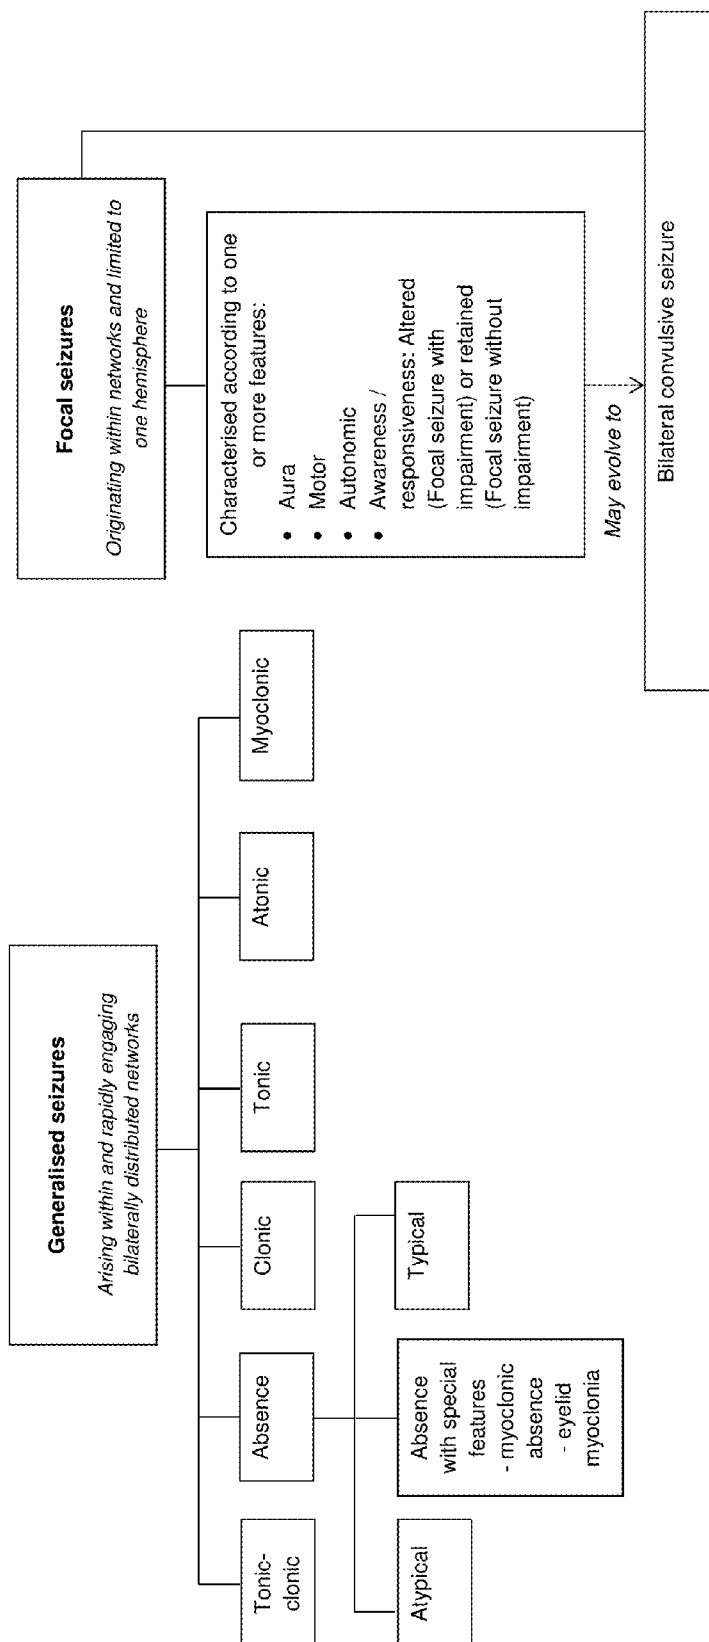 Generalised seizures
Arising within and rapidly engaging
bilaterally distributed networks
Tonic-
clonic
Absence
Clonic
Tonic
Atonic
Myoclonic
Atypical
Absence
with special
features
- myoclonic
absence
- eyelid
myoclonia
Typical
Focal seizures
Originating within networks and limited to
one hemisphere
Characterised according to one
or more features:
• Aura
• Motor
• Autonomic
• Awareness /
responsiveness: Altered
(Focal seizure with
impairment) or retained
(Focal seizure without
impairment)
May evolve to
Bilateral convulsive seizure